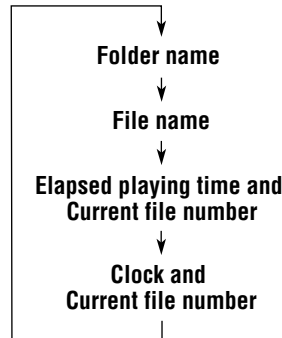 Folder name
File name
Elapsed playing time and
Current file number
Clock and
Current file number